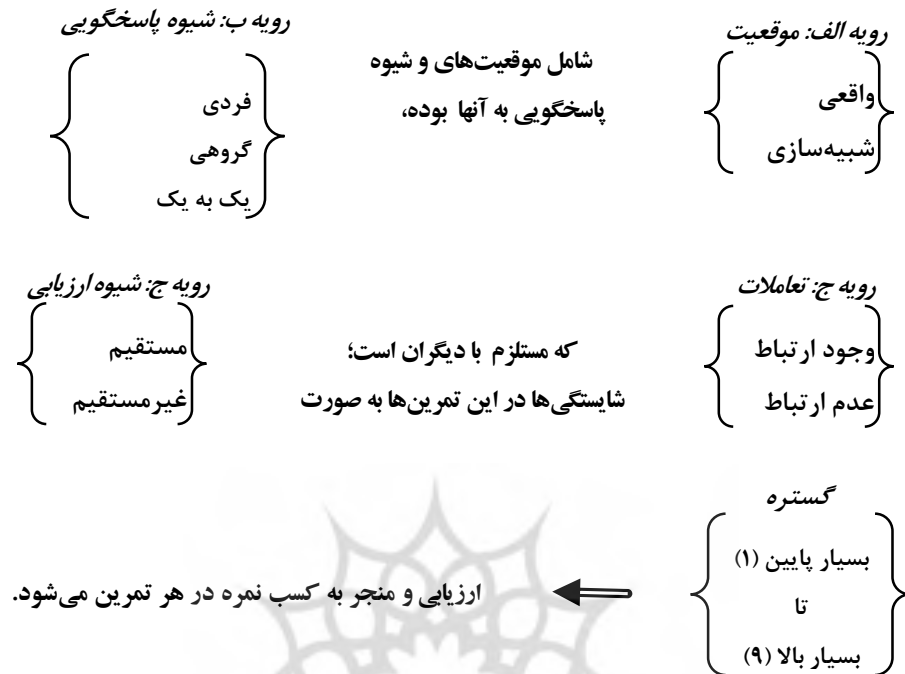 رویه الف: موقعیت
واقعی
شبیه‌سازی
شامل موقعیت‌های و شیوه
پاسخگویی به آنها بوده،
رویه ب: شیوه پاسخگویی
فردی
گروهی
یک به یک
رویه ج: تعاملات
وجود ارتباط
عدم ارتباط
که مستلزم با دیگران است؛
شایستگی‌ها در این تمرین‌ها به صورت
رویه ج: شیوه ارزیابی
مستقیم
غیرمستقیم
گستره
بسیار پایین (۱)
تا
بسیار بالا (۹)
ارزیابی و منجر به کسب نمره در هر تمرین می‌شود.